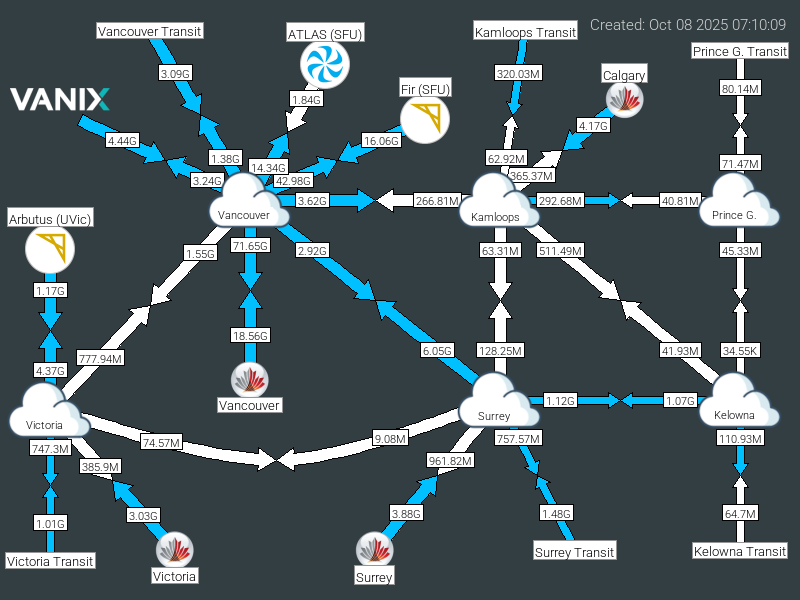 Created: Oct 08 2025 07:10:09
Vancouver Transit
ATLAS (SFU)
Kamloops Transit
Prince G. Transit
3.09G
320.03M
Calgary
80.14M
VANIX
1.84G
Fir (SFU)
4.17G
4.44G
16.06G
1.38G
62.92M
71.47M
14.34G
365.37M
3.24G
42.98G
3.62G
266.81M
292.68M
40.81M
Arbutus (UVic)
Vancouver
Kamloops
Prince G.
1.55G
71.65G
2.92G
63.31M
511.49M
45.33M
1.17G
18.56G
777.94M
6.05G
128.25M
41.93M
34.55K
4.37G
Vancouver
1.12G
1.07G
Victoria
Surrey
Kelowna
747.3M
74.57M
9.08M
757.57M
110.93M
385.9M
961.82M
1.01G
3.03G
3.88G
1.48G
64.7M
Victoria Transit
Victoria
Surrey
Surrey Transit
Kelowna Transit